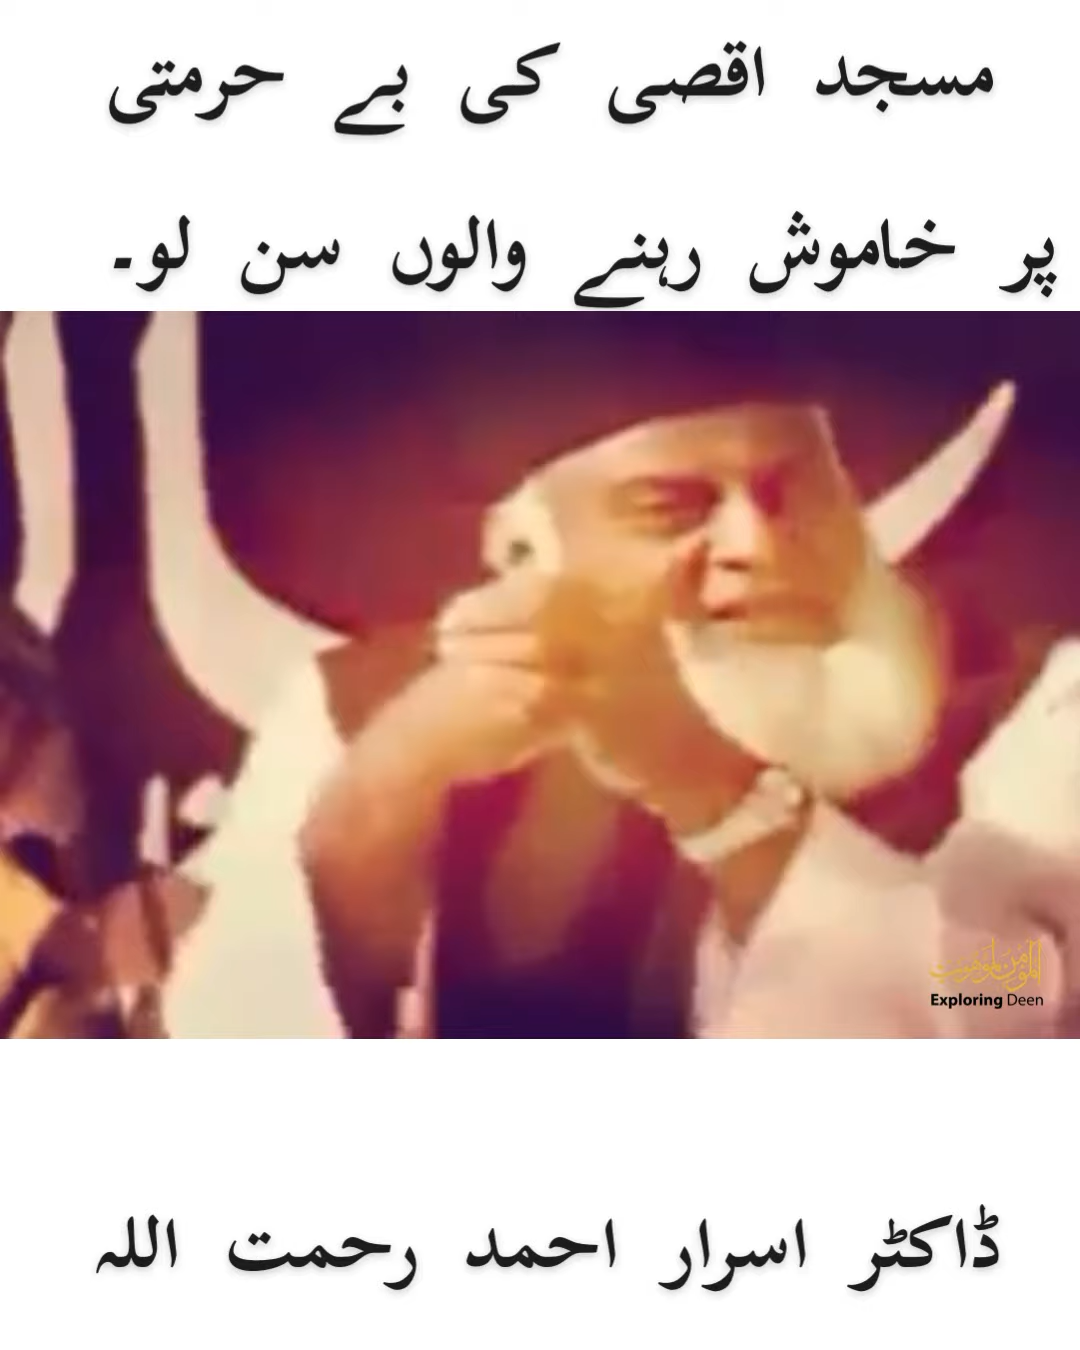 مسجد اقصی کی بے حرمتی
پر خاموش رہنے والوں سن لو۔
Exploring Deen
ڈاکٹر اسرار احمد رحمت اللہ